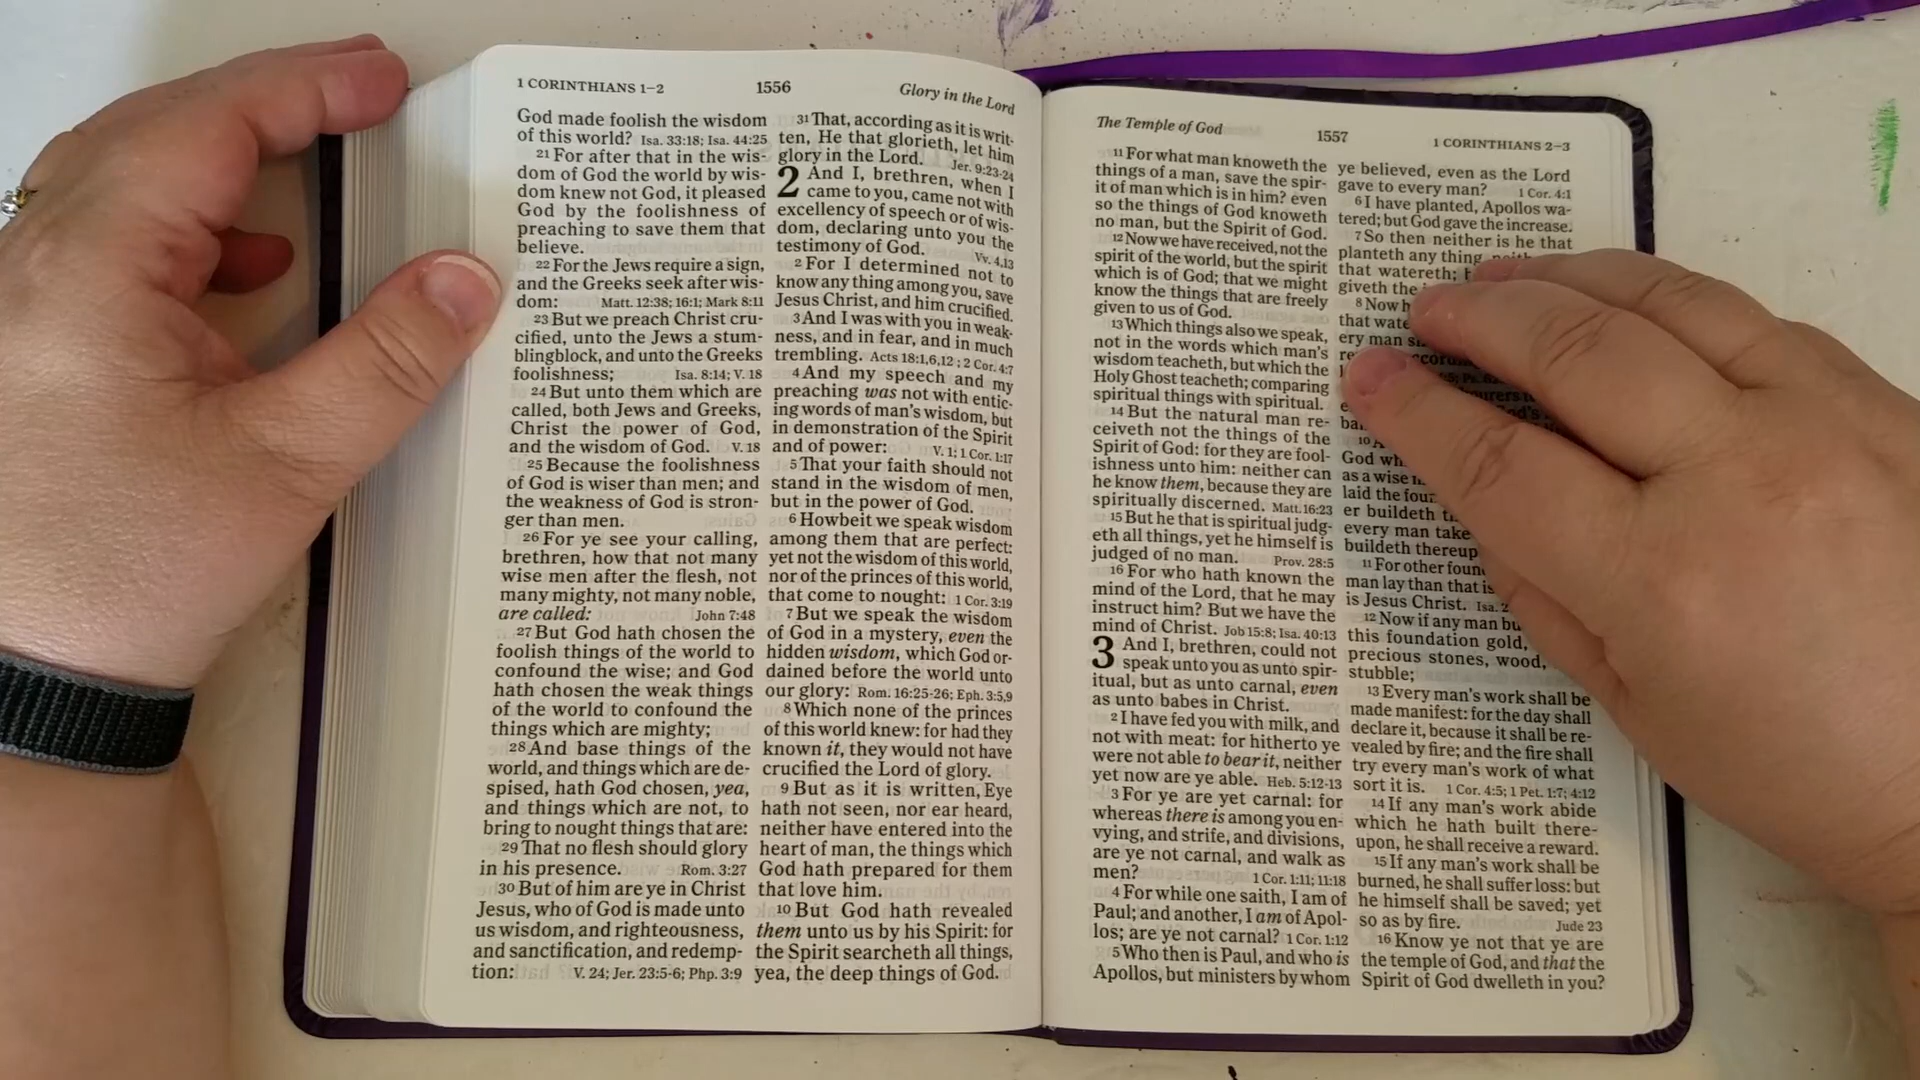 1 CORINTHIANS 1–2 1556 Glory in the Lord
God made foolish the wisdom
of this world? Isa. 33:18; Isa. 44:25
21 For after that in the wis-
dom of God the world by wis-
dom knew not God, it pleased
God by the foolishness of
preaching to save them that
believe.
22 For the Jews require a sign,
and the Greeks seek after wis-
dom: Matt. 12:38; 16:1; Mark 8:11
23 But we preach Christ cru-
cified, unto the Jews a stum-
blingblock, and unto the Greeks
foolishness; Isa. 8:14; V. 18
24 But unto them which are
called, both Jews and Greeks,
Christ the power of God,
and the wisdom of God. V. 18
25 Because the foolishness
of God is wiser than men; and
the weakness of God is stron-
ger than men.
26 For ye see your calling,
brethren, how that not many
wise men after the flesh, not
many mighty, not many noble,
are called: John 7:48
27 But God hath chosen the
foolish things of the world to
confound the wise; and God
hath chosen the weak things
of the world to confound the
things which are mighty;
28 And base things of the
world, and things which are de-
spised, hath God chosen, yea,
and things which are not, to
bring to nought things that are:
29 That no flesh should glory
in his presence. Rom. 3:27
30 But of him are ye in Christ
Jesus, who of God is made unto
us wisdom, and righteousness,
and sanctification, and redemp-
tion: V. 24; Jer. 23:5-6; Php. 3:9
31 That, according as it is writ-
ten, He that glorieth, let him
glory in the Lord. Jer. 9:23-24
2 And I, brethren, when I
came to you, came not with
excellency of speech or of wis-
dom, declaring unto you the
testimony of God. Vv. 4,13
2 For I determined not to
know any thing among you, save
Jesus Christ, and him crucified.
3 And I was with you in weak-
ness, and in fear, and in much
trembling. Acts 18:1,6,12 ; 2 Cor. 4:7
4 And my speech and my
preaching was not with entic-
ing words of man's wisdom, but
in demonstration of the Spirit
and of power: V. 1; 1 Cor. 1:17
5 That your faith should not
stand in the wisdom of men,
but in the power of God.
6 Howbeit we speak wisdom
among them that are perfect:
yet not the wisdom of this world,
nor of the princes of this world,
that come to nought: 1 Cor. 3:19
7 But we speak the wisdom
of God in a mystery, even the
hidden wisdom, which God or-
dained before the world unto
our glory: Rom. 16:25-26; Eph. 3:5,9
8 Which none of the princes
of this world knew: for had they
known it, they would not have
crucified the Lord of glory.
9 But as it is written, Eye
hath not seen, nor ear heard,
neither have entered into the
heart of man, the things which
God hath prepared for them
that love him.
10 But God hath revealed
them unto us by his Spirit: for
the Spirit searcheth all things,
yea, the deep things of God.
The Temple of God 1557 1 CORINTHIANS 2–3
11 For what man knoweth the
things of a man, save the spir-
it of man which is in him? even
so the things of God knoweth
no man, but the Spirit of God.
12 Now we have received, not the
spirit of the world, but the spirit
which is of God; that we might
know the things that are freely
given to us of God.
13 Which things also we speak,
not in the words which man's
wisdom teacheth, but which the
Holy Ghost teacheth; comparing
spiritual things with spiritual.
14 But the natural man re-
ceiveth not the things of the
Spirit of God: for they are fool-
ishness unto him: neither can
he know them, because they are
spiritually discerned. Matt. 16:23
15 But he that is spiritual judg-
eth all things, yet he himself is
judged of no man. Prov. 28:5
16 For who hath known the
mind of the Lord, that he may
instruct him? But we have the
mind of Christ. Job 15:8; Isa. 40:13
3 And I, brethren, could not
speak unto you as unto spir-
itual, but as unto carnal, even
as unto babes in Christ.
2 I have fed you with milk, and
not with meat: for hitherto ye
were not able to bear it, neither
yet now are ye able. Heb. 5:12-13
3 For ye are yet carnal: for
whereas there is among you en-
vying, and strife, and divisions,
are ye not carnal, and walk as
men? 1 Cor. 1:11; 11:18
4 For while one saith, I am of
Paul; and another, I am of Apol-
los; are ye not carnal? 1 Cor. 1:12
5 Who then is Paul, and who is
Apollos, but ministers by whom
ye believed, even as the Lord
gave to every man? 1 Cor. 4:1
6 I have planted, Apollos wa-
tered; but God gave the increase.
7 So then neither is he that
planteth any thing,
that watereth;
giveth the
8 Now
that
ery man
10
God
as a wise
laid the
er buildeth
every man take
buildeth
11 For other
man lay than that is
is Jesus Christ. Isa.
12 Now if any man
this foundation gold,
precious stones, wood,
stubble;
13 Every man's work shall be
made manifest: for the day shall
declare it, because it shall be re-
vealed by fire; and the fire shall
try every man's work of what
sort it is. 1 Cor. 4:5; 1 Pet. 1:7; 4:12
14 If any man's work abide
which he hath built there-
upon, he shall receive a reward.
15 If any man's work shall be
burned, he shall suffer loss: but
he himself shall be saved; yet
so as by fire. Jude 23
16 Know ye not that ye are
the temple of God, and that the
Spirit of God dwelleth in you?